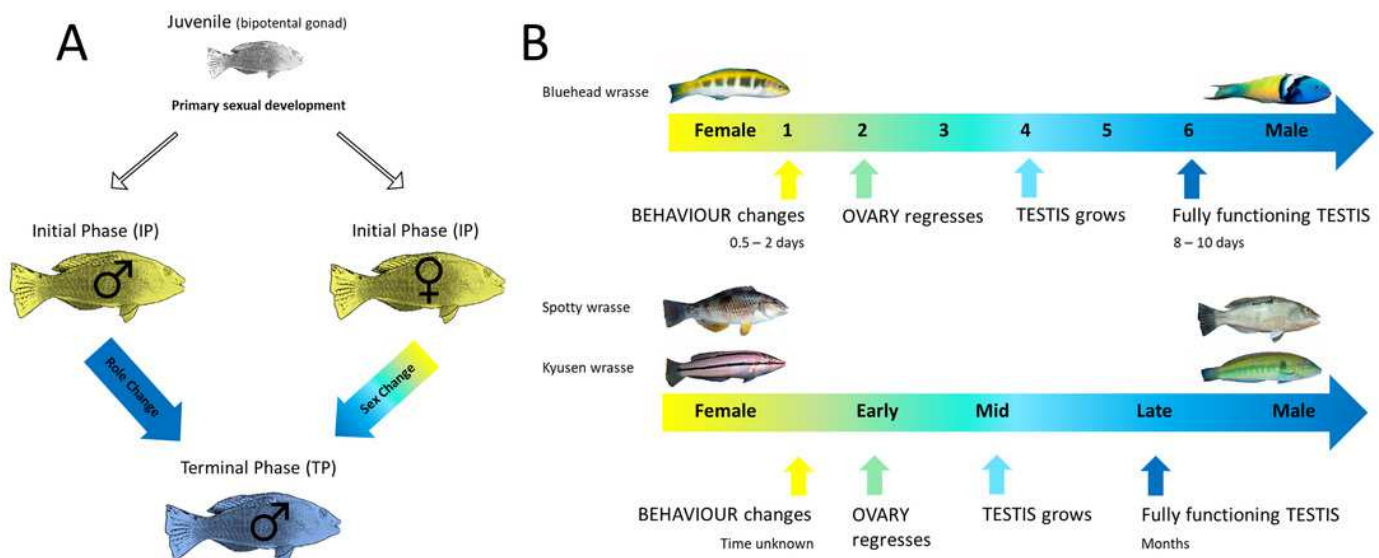 A
Juvenile (bipotental gonad)
Primary sexual development
Initial Phase (IP)
Initial Phase (IP)
♂
♀
Role Change
Sex Change
Terminal Phase (TP)
♂
B
Bluehead wrasse
Female 1 2 3 4 5 6 Male
BEHAVIOUR changes
0.5 – 2 days
OVARY regresses
TESTIS grows
Fully functioning TESTIS
8 – 10 days
Spotty wrasse
Kyusen wrasse
Female Early Mid Late Male
BEHAVIOUR changes
Time unknown
OVARY
regresses
TESTIS grows
Fully functioning TESTIS
Months